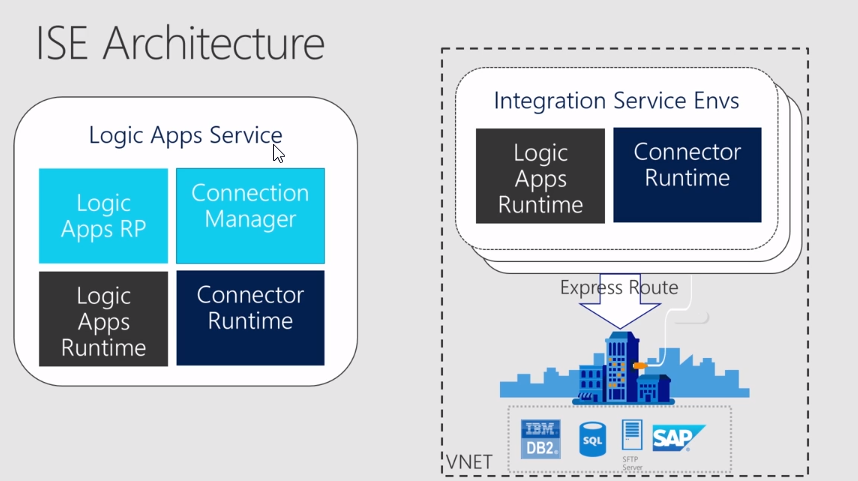 ISE Architecture
Logic Apps Service
Logic
Apps RP
Connection
Manager
Logic
Apps
Runtime
Connector
Runtime
Integration Service Envs
Logic
Apps
Runtime
Connector
Runtime
Express Route
IBM
DB2
SQL
SFTP
Server
SAP
VNET